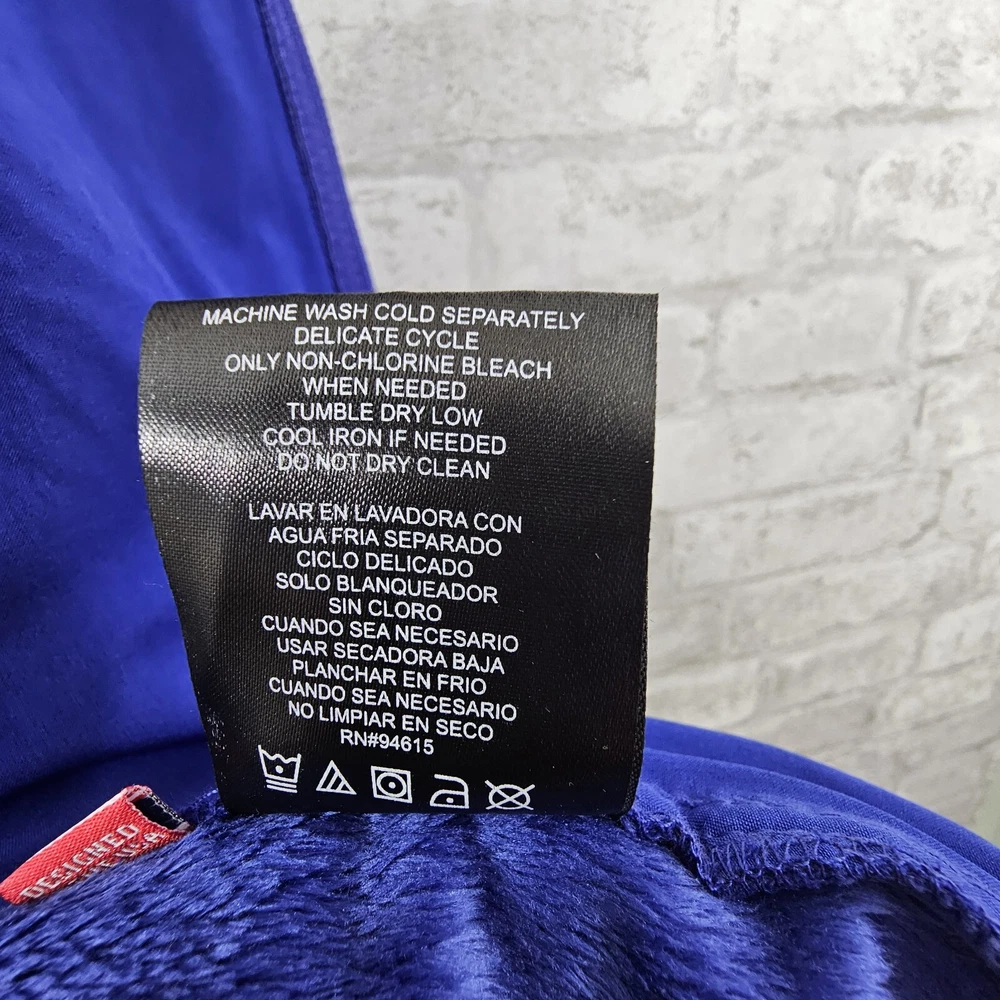 MACHINE WASH COLD SEPARATELY
DELICATE CYCLE
ONLY NON-CHLORINE BLEACH
WHEN NEEDED
TUMBLE DRY LOW
COOL IRON IF NEEDED
DO NOT DRY CLEAN
LAVAR EN LAVADORA CON
AGUA FRIA SEPARADO
CICLO DELICADO
SOLO BLANQUEADOR
SIN CLORO
CUANDO SEA NECESARIO
USAR SECADORA BAJA
PLANCHAR EN FRIO
CUANDO SEA NECESARIO
NO LIMPIAR EN SECO
RN#94615
DESIGNED